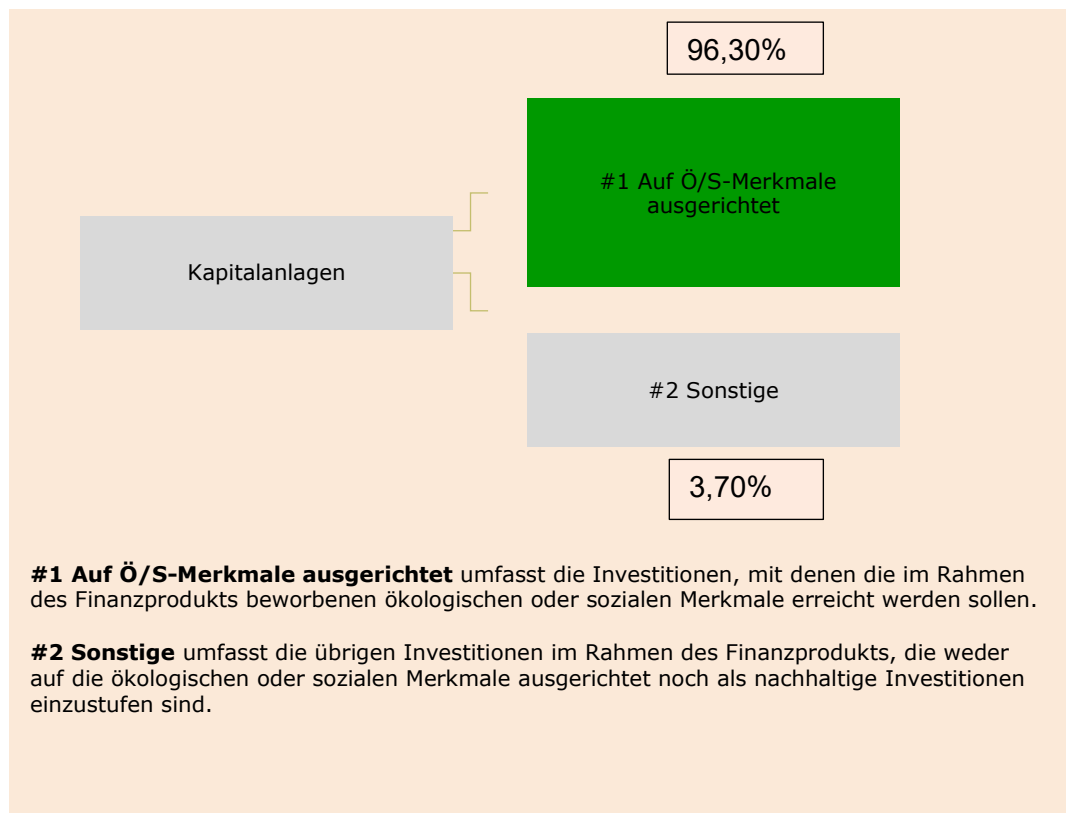 96,30%
#1 Auf Ö/S-Merkmale
ausgerichtet
Kapitalanlagen
#2 Sonstige
3,70%
#1 Auf Ö/S-Merkmale ausgerichtet umfasst die Investitionen, mit denen die im Rahmen
des Finanzprodukts beworbenen ökologischen oder sozialen Merkmale erreicht werden sollen.
#2 Sonstige umfasst die übrigen Investitionen im Rahmen des Finanzprodukts, die weder
auf die ökologischen oder sozialen Merkmale ausgerichtet noch als nachhaltige Investitionen
einzustufen sind.